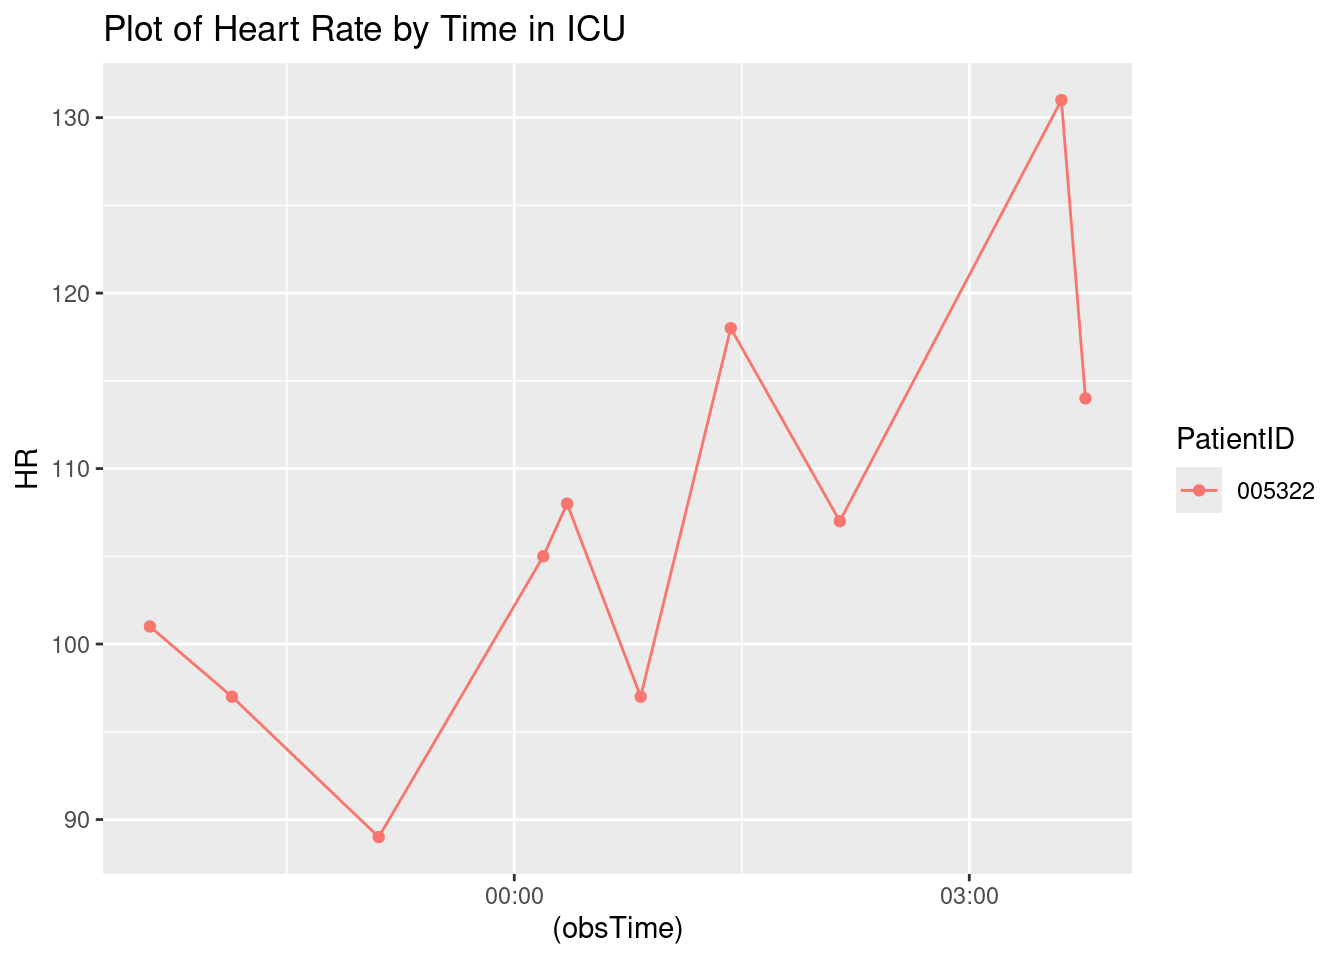 Plot of Heart Rate by Time in ICU
130
120
110
100
90
HR
00:00
03:00
(obsTime)
PatientID
005322